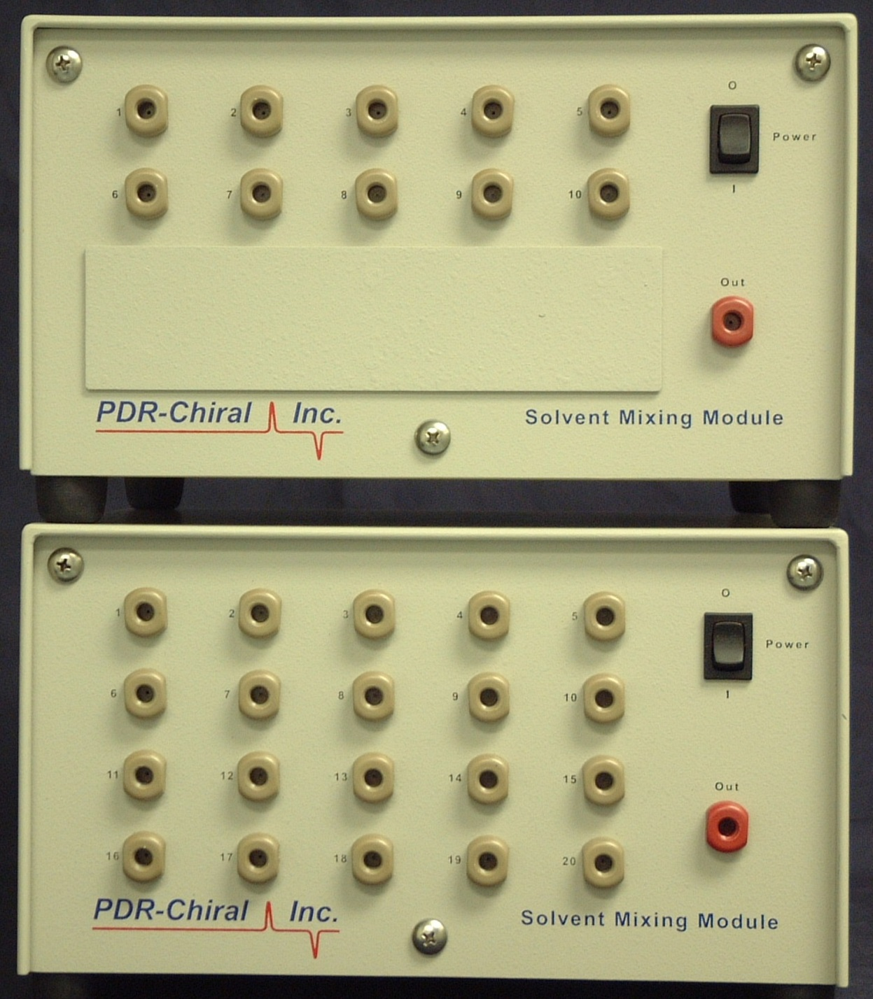 O
1 2 3 4 5
Power
6 7 8 9 10
I
Out
PDR-Chiral Inc.
Solvent Mixing Module
O
1 2 3 4 5
Power
6 7 8 9 10
I
11 12 13 14 15
Out
16 17 18 19 20
PDR-Chiral Inc.
Solvent Mixing Module